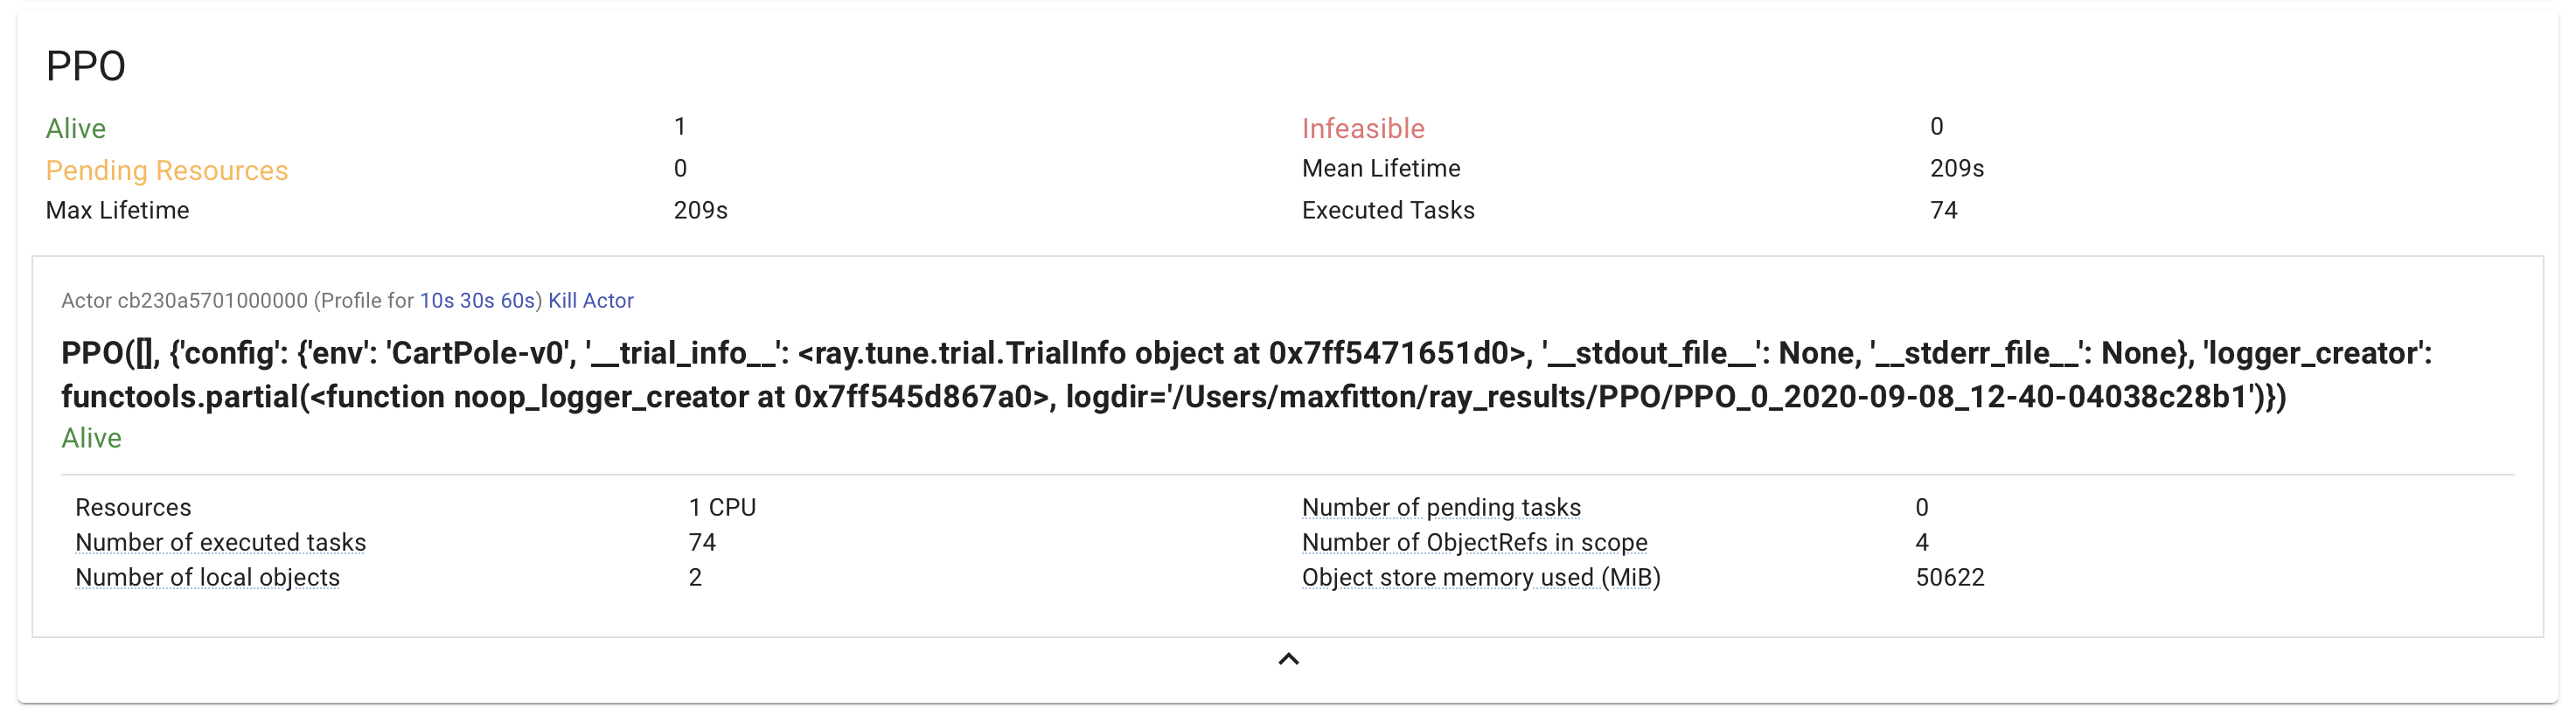 PPO
Alive 1 Infeasible 0
Pending Resources 0 Mean Lifetime 209s
Max Lifetime 209s Executed Tasks 74
Actor cb230a5701000000 (Profile for 10s 30s 60s) Kill Actor
PPO([], {'config': {'env': 'CartPole-v0', '__trial_info__': <ray.tune.trial.TrialInfo object at 0x7ff5471651d0>, '__stdout_file__': None, '__stderr_file__': None}, 'logger_creator':
functools.partial(<function noop_logger_creator at 0x7ff545d867a0>, logdir='/Users/maxfitton/ray_results/PPO/PPO_0_2020-09-08_12-40-04038c28b1')})
Alive
Resources 1 CPU Number of pending tasks 0
Number of executed tasks 74 Number of ObjectRefs in scope 4
Number of local objects 2 Object store memory used (MiB) 50622